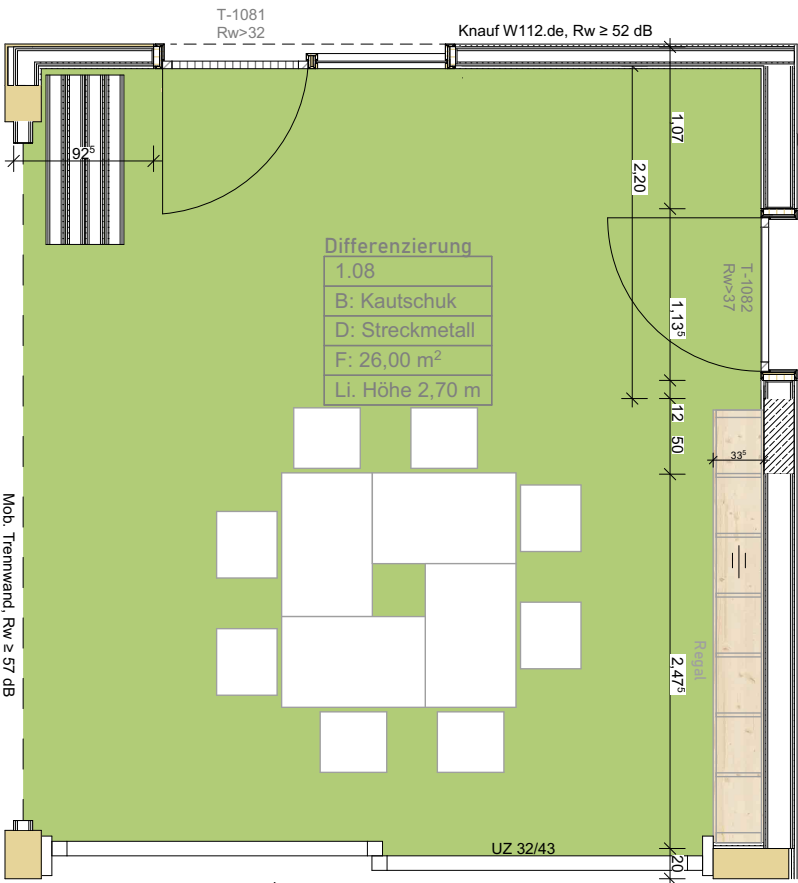 T-1081
Rw>32
Knauf W112.de, Rw ≥ 52 dB
92⁵
1,07
2,20
Differenzierung
1.08
B: Kautschuk
D: Streckmetall
F: 26,00 m²
Li. Höhe 2,70 m
T-1082
Rw>37
1,13⁵
12
50
33⁵
Mob. Trennwand, Rw ≥ 57 dB
Regal
2,47⁵
UZ 32/43
20